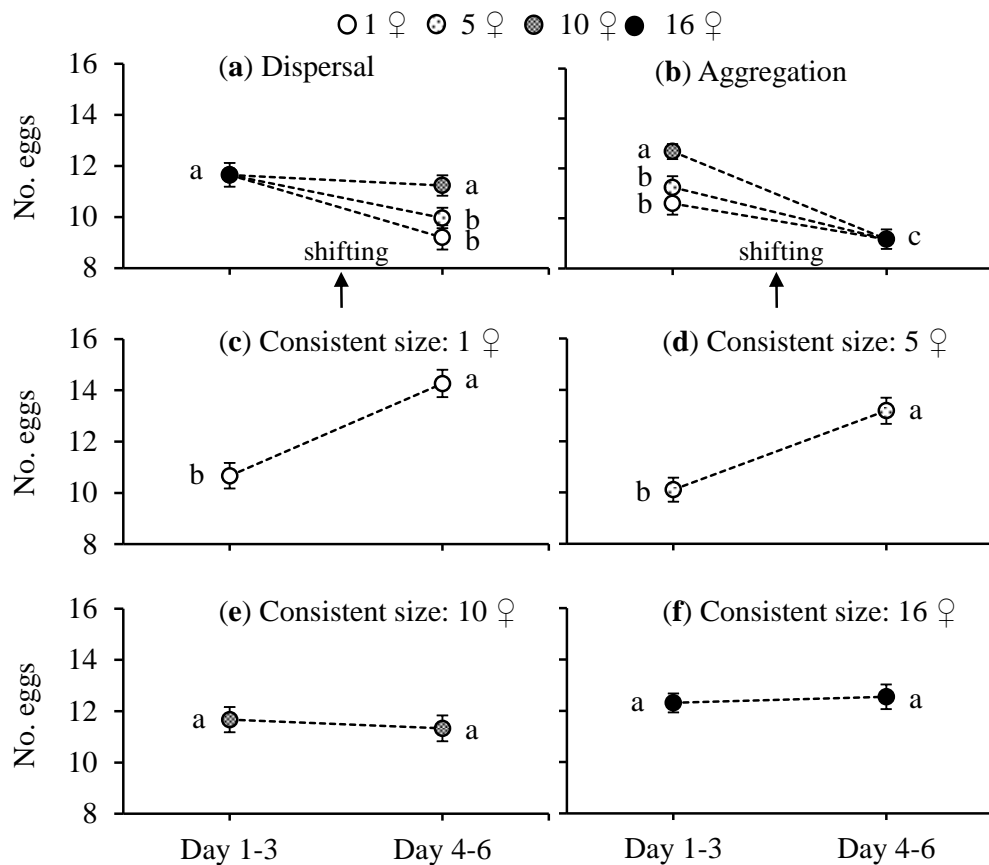 1 ♀ 5 ♀ 10 ♀ 16 ♀
(a) Dispersal
(b) Aggregation
No. eggs
16
14
12
10
8
a
a
b
b
shifting
a
b
b
c
shifting
(c) Consistent size: 1 ♀
(d) Consistent size: 5 ♀
No. eggs
16
14
12
10
8
b
a
b
a
(e) Consistent size: 10 ♀
(f) Consistent size: 16 ♀
No. eggs
16
14
12
10
8
a
a
a
a
Day 1-3
Day 4-6
Day 1-3
Day 4-6